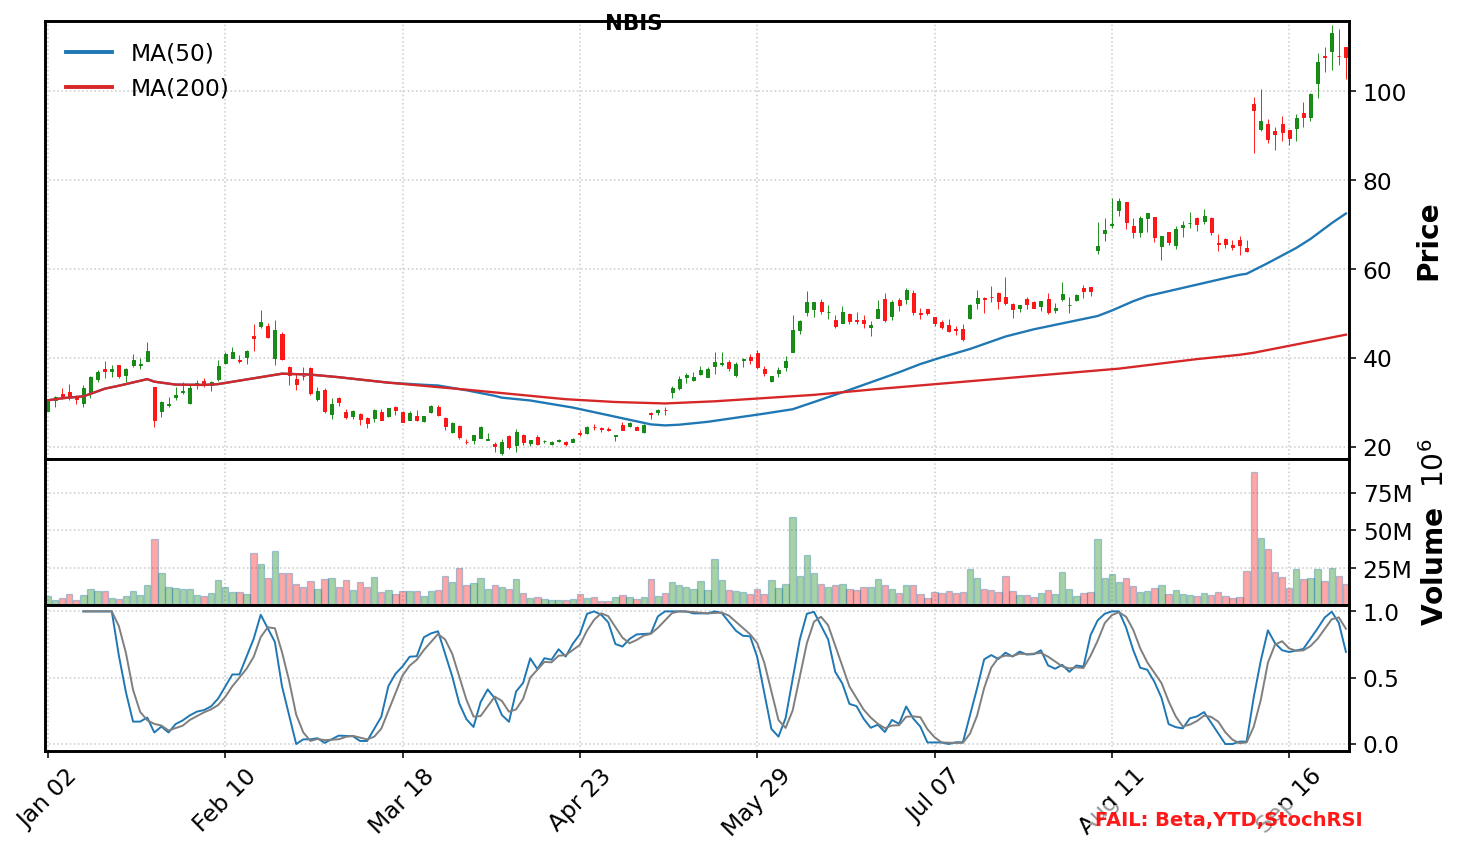 NBIS
MA(50)
MA(200)
100
80
60
40
20
Price
75M
50M
25M
Volume 10^6
1.0
0.5
0.0
Jan 02
Feb 10
Mar 18
Apr 23
May 29
Jul 07
Aug 11
Sep 16
FAIL: Beta,YTD,StochRSI